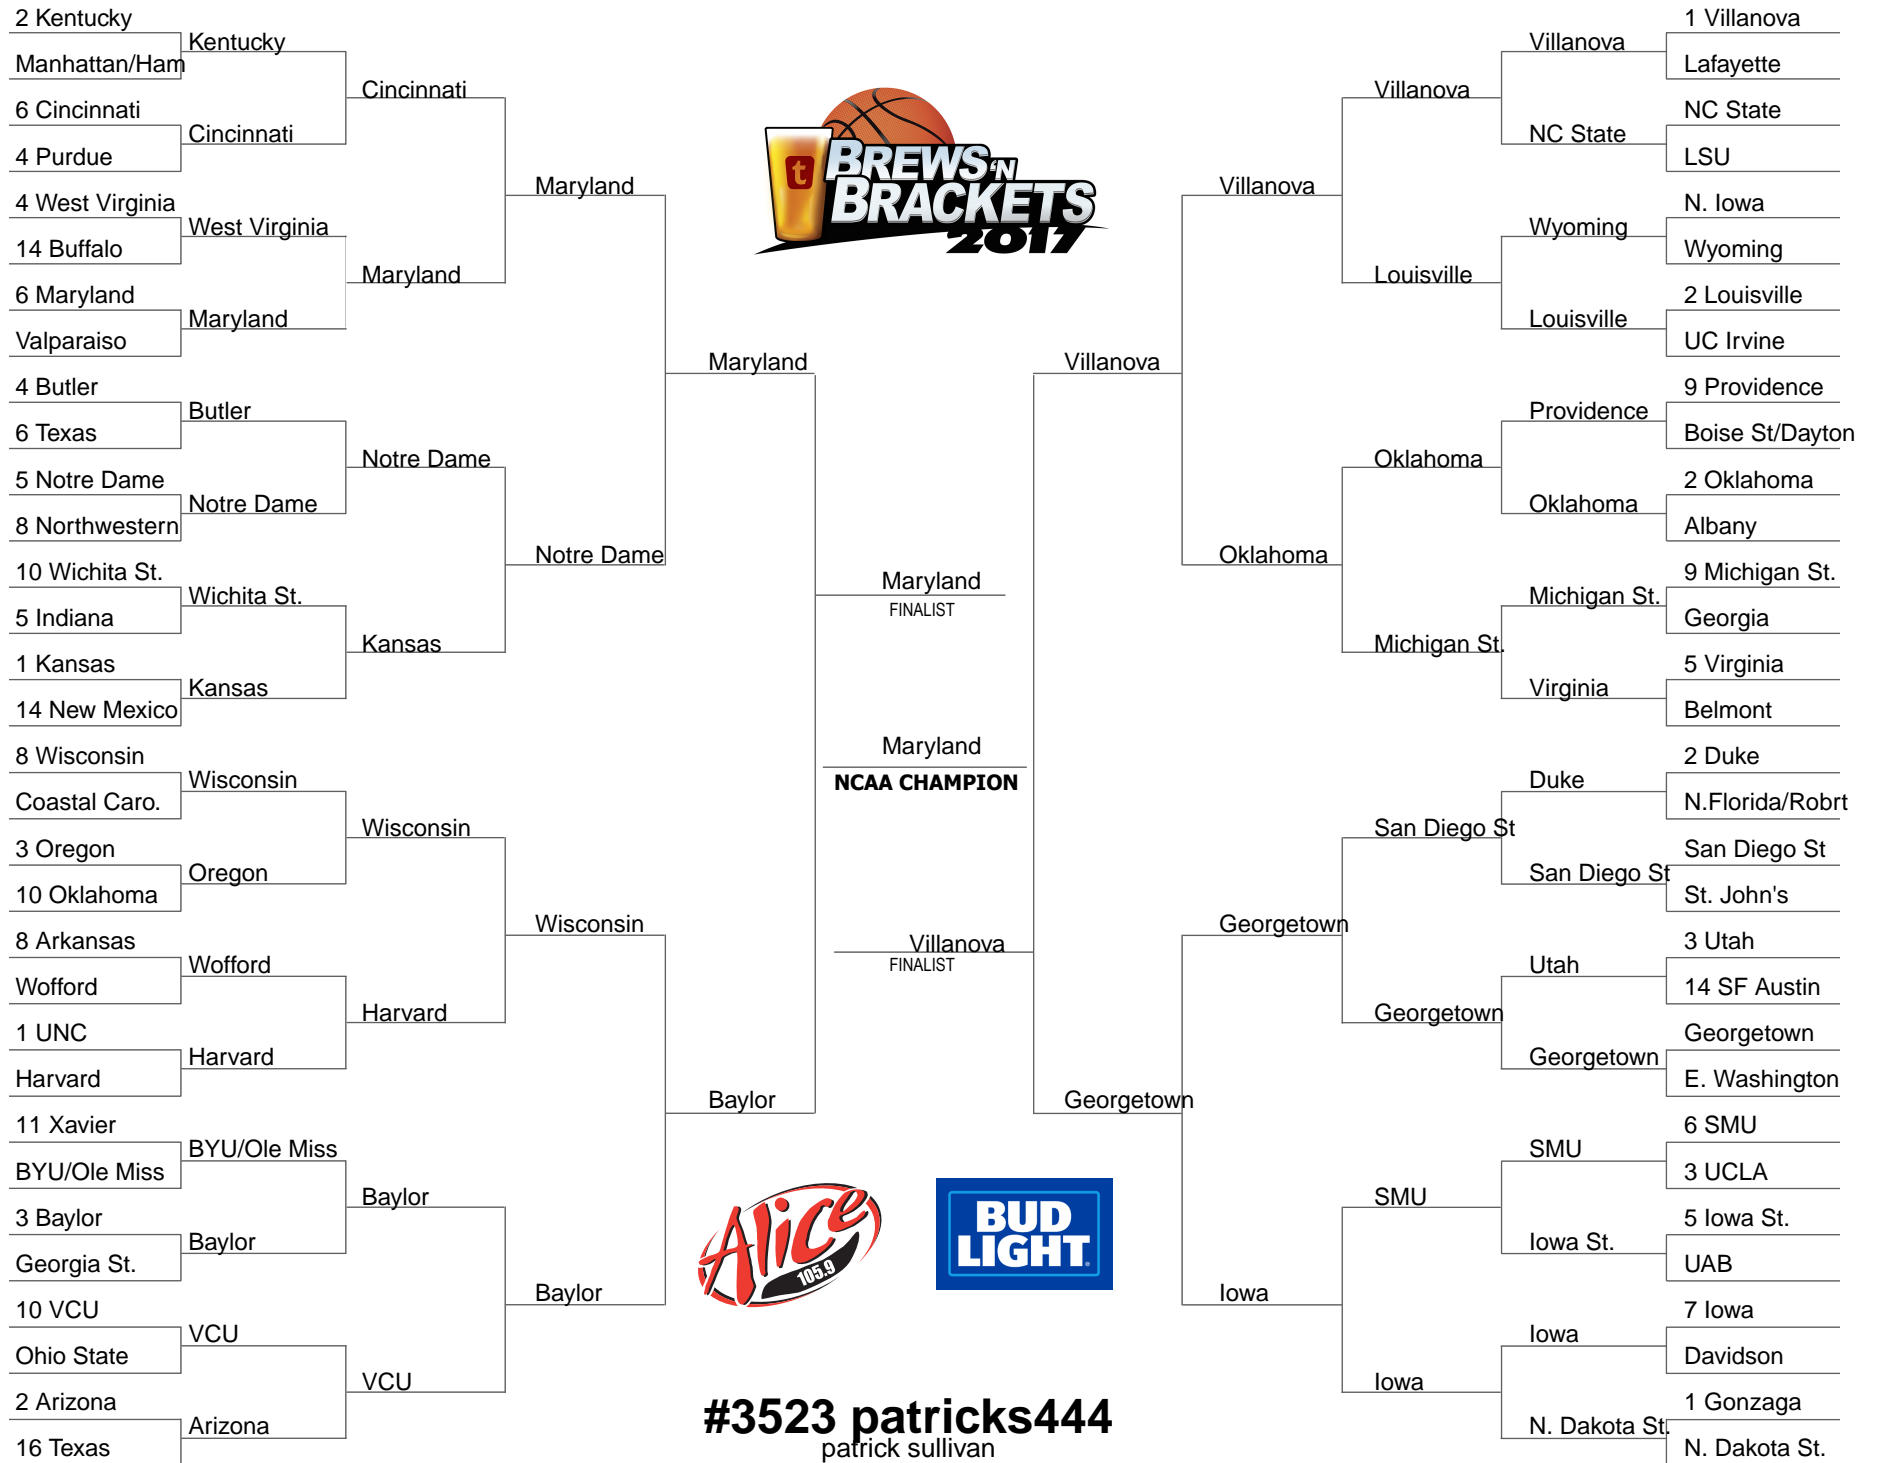 2 Kentucky
Manhattan/Ham
6 Cincinnati
4 Purdue
4 West Virginia
14 Buffalo
6 Maryland
Valparaiso
4 Butler
6 Texas
5 Notre Dame
8 Northwestern
10 Wichita St.
5 Indiana
1 Kansas
14 New Mexico
8 Wisconsin
Coastal Caro.
3 Oregon
10 Oklahoma
8 Arkansas
Wofford
1 UNC
Harvard
11 Xavier
BYU/Ole Miss
3 Baylor
Georgia St.
10 VCU
Ohio State
2 Arizona
16 Texas
Kentucky
Cincinnati
West Virginia
Maryland
Butler
Notre Dame
Wichita St.
Kansas
Wisconsin
Oregon
Wofford
Harvard
BYU/Ole Miss
Baylor
VCU
Arizona
Cincinnati
Maryland
Notre Dame
Kansas
Wisconsin
Harvard
Baylor
VCU
Maryland
Notre Dame
Wisconsin
Baylor
Maryland
Baylor
t
BREWS 'N
BRACKETS
2017
Maryland
FINALIST
Maryland
NCAA CHAMPION
Villanova
FINALIST
Alice
105.9
BUD
LIGHT
#3523 patricks444
patrick sullivan
Villanova
Georgetown
Villanova
Oklahoma
Georgetown
Iowa
Villanova
Louisville
Oklahoma
Michigan St.
San Diego St
Georgetown
SMU
Iowa
Villanova
NC State
Wyoming
Louisville
Providence
Oklahoma
Michigan St.
Virginia
Duke
San Diego St
Utah
Georgetown
SMU
Iowa St.
Iowa
N. Dakota St.
1 Villanova
Lafayette
NC State
LSU
N. Iowa
Wyoming
2 Louisville
UC Irvine
9 Providence
Boise St/Dayton
2 Oklahoma
Albany
9 Michigan St.
Georgia
5 Virginia
Belmont
2 Duke
N.Florida/Robrt
San Diego St
St. John's
3 Utah
14 SF Austin
Georgetown
E. Washington
6 SMU
3 UCLA
5 Iowa St.
UAB
7 Iowa
Davidson
1 Gonzaga
N. Dakota St.